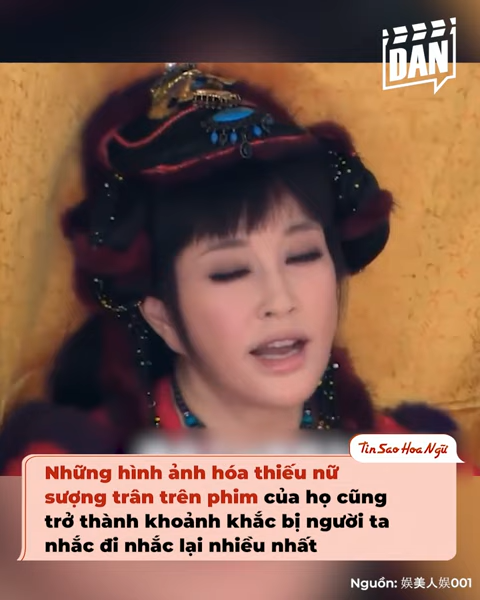 DAN
Tin Sao Hoa Ngữ
Những hình ảnh hóa thiếu nữ
sượng trân trên phim của họ cũng
trở thành khoảnh khắc bị người ta
nhắc đi nhắc lại nhiều nhất
Nguồn: 娱美人娱001